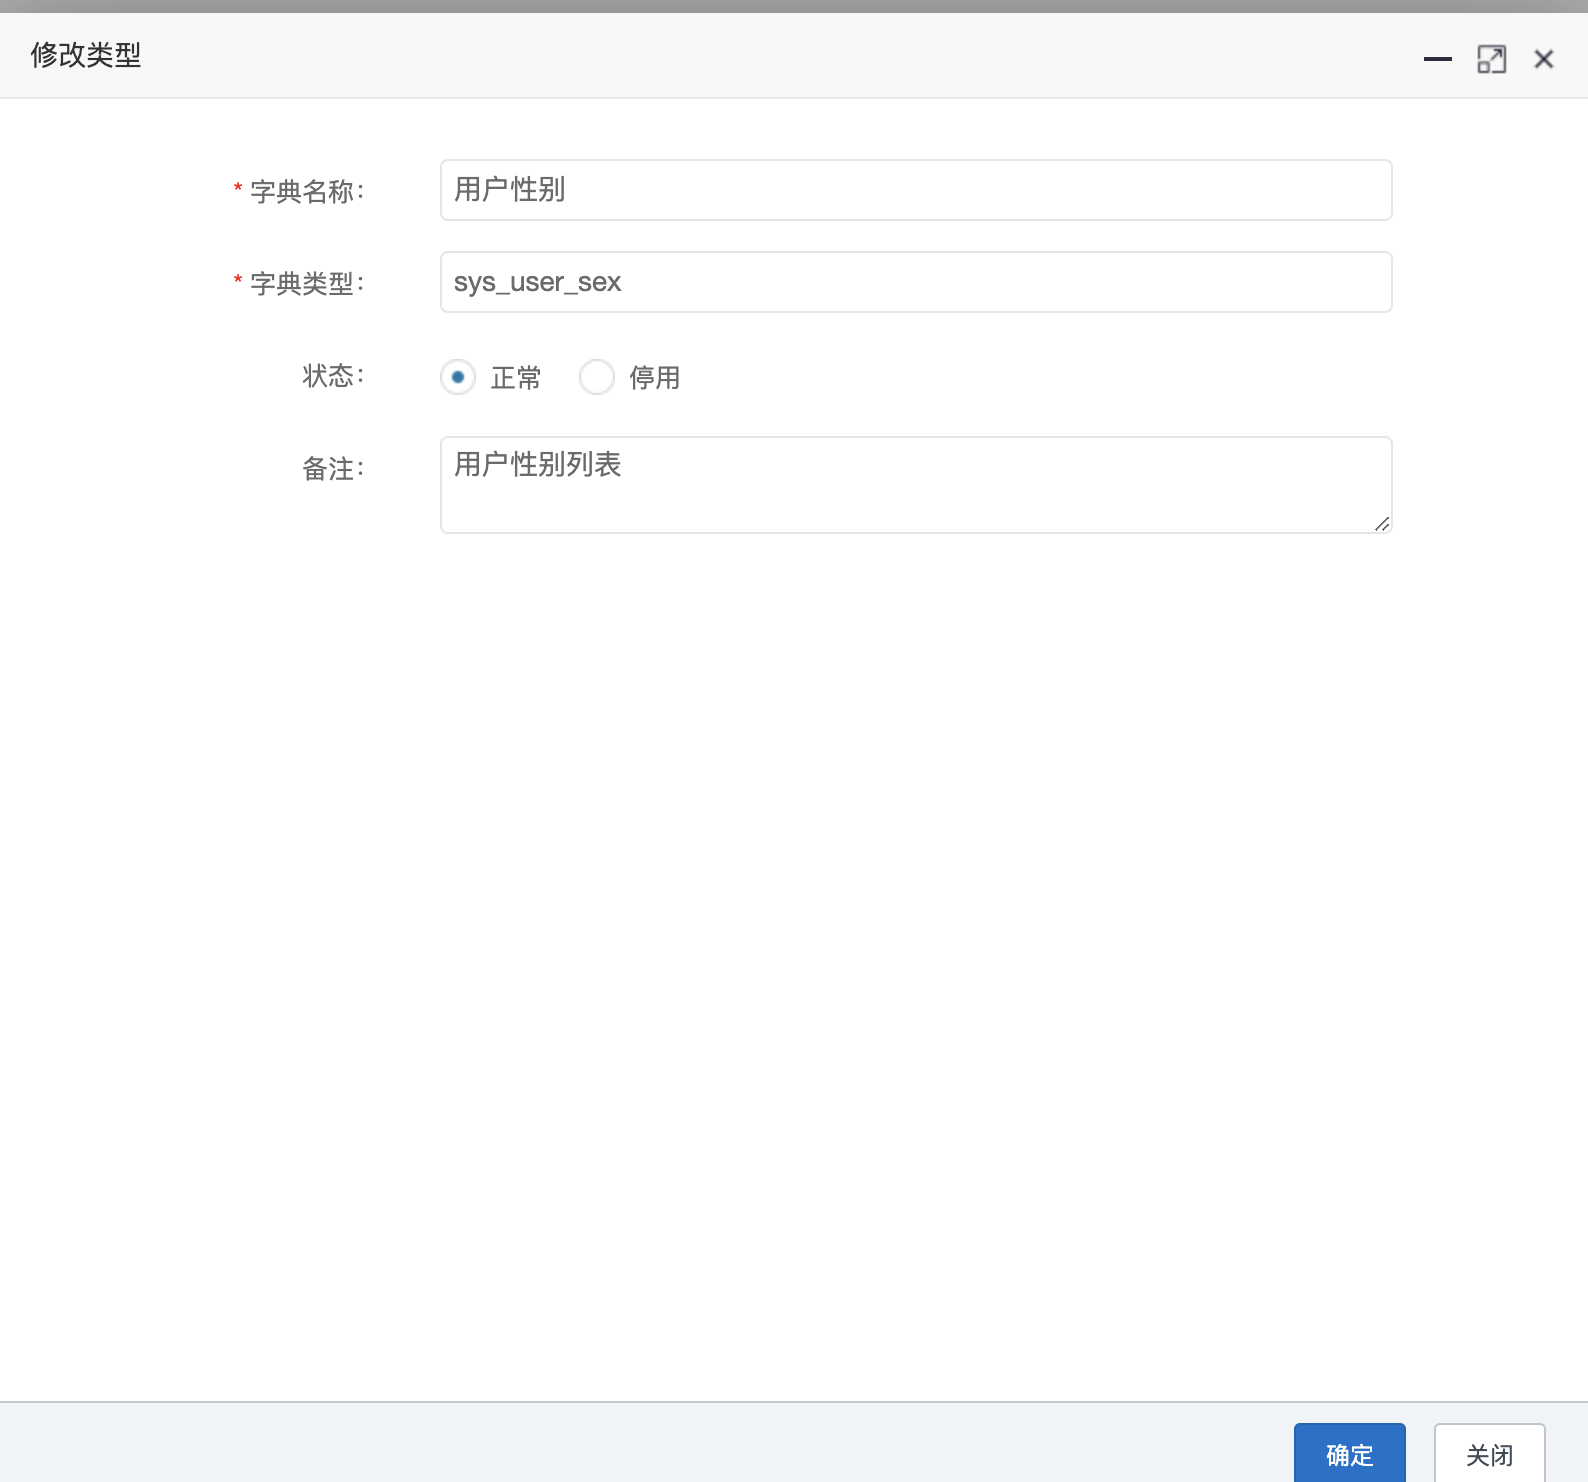 修改类型
* 字典名称： 用户性别
* 字典类型： sys_user_sex
状态： 正常 停用
备注： 用户性别列表
确定 关闭